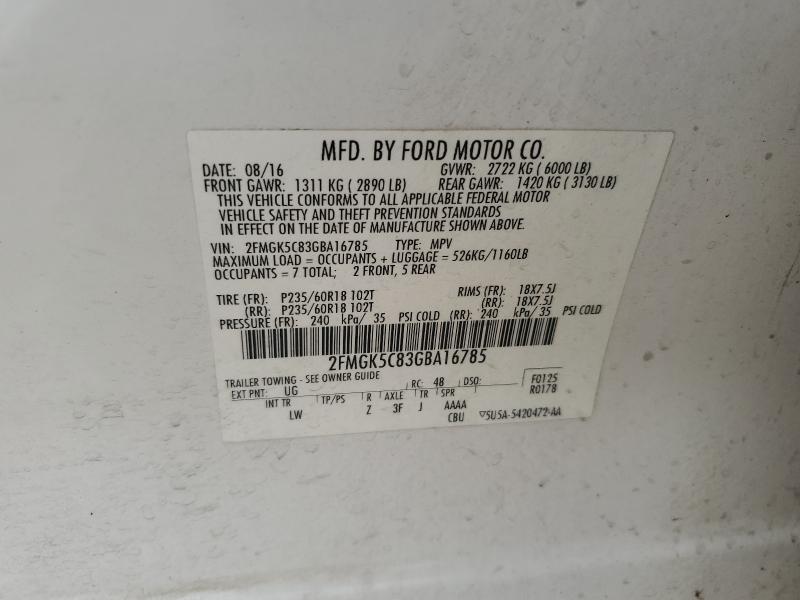 MFD. BY FORD MOTOR CO.
DATE: 08/16 GVWR: 2722 KG ( 6000 LB)
FRONT GAWR: 1311 KG ( 2890 LB) REAR GAWR: 1420 KG ( 3130 LB)
THIS VEHICLE CONFORMS TO ALL APPLICABLE FEDERAL MOTOR
VEHICLE SAFETY AND THEFT PREVENTION STANDARDS
IN EFFECT ON THE DATE OF MANUFACTURE SHOWN ABOVE.
VIN: 2FMGK5C83GBA16785 TYPE: MPV
MAXIMUM LOAD = OCCUPANTS + LUGGAGE = 526KG/1160LB
OCCUPANTS = 7 TOTAL; 2 FRONT, 5 REAR
TIRE (FR): P235/60R18 102T RIMS (FR): 18X7.5J
(RR): P235/60R18 102T (RR): 18X7.5J
PRESSURE (FR): 240 kPa/ 35 PSI COLD (RR): 240 kPa/ 35 PSI COLD
2FMGK5C83GBA16785
TRAILER TOWING - SEE OWNER GUIDE
EXT PNT: UG RC: 48 DSO: F0125
INT TR TP/PS R AXLE TR SPR R0178
LW Z 3F J AAAA
CBU ▽5U5A-5420472-AA